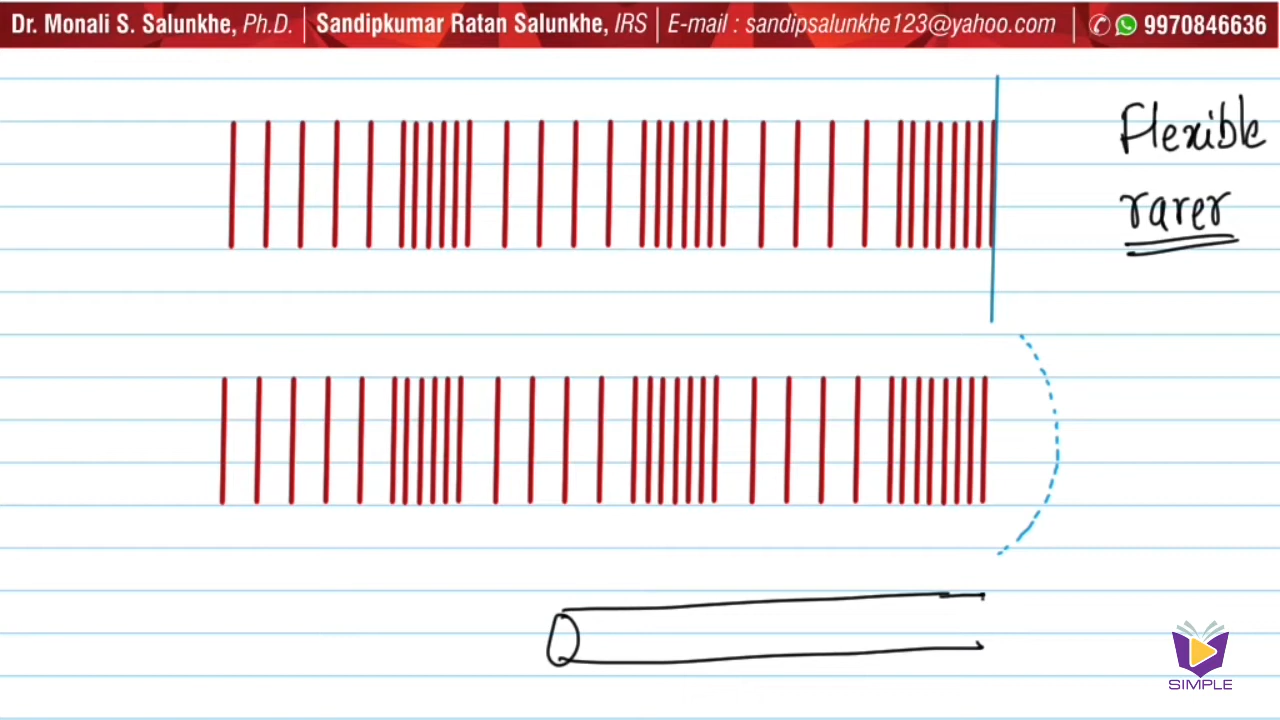 Dr. Monali S. Salunkhe, Ph.D. | Sandipkumar Ratan Salunkhe, IRS | E-mail : sandipsalunkhe123@yahoo.com | 9970846636
Flexible
rarer
SIMPLE